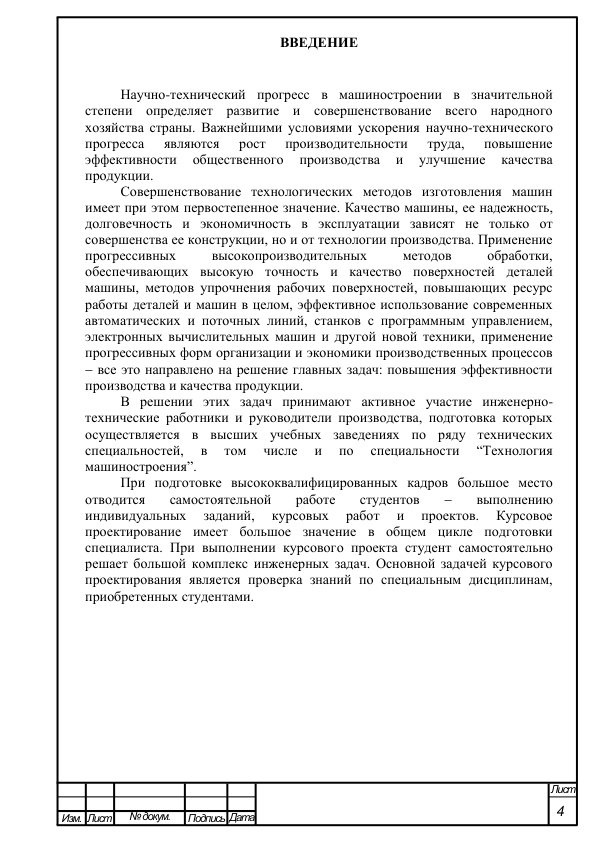 ВВЕДЕНИЕ
Научно-технический прогресс в машиностроении в значительной
степени определяет развитие и совершенствование всего народного
хозяйства страны. Важнейшими условиями ускорения научно-технического
прогресса являются рост производительности труда, повышение
эффективности общественного производства и улучшение качества
продукции.
Совершенствование технологических методов изготовления машин
имеет при этом первостепенное значение. Качество машины, ее надежность,
долговечность и экономичность в эксплуатации зависят не только от
совершенства ее конструкции, но и от технологии производства. Применение
прогрессивных высокопроизводительных методов обработки,
обеспечивающих высокую точность и качество поверхностей деталей
машины, методов упрочнения рабочих поверхностей, повышающих ресурс
работы деталей и машин в целом, эффективное использование современных
автоматических и поточных линий, станков с программным управлением,
электронных вычислительных машин и другой новой техники, применение
прогрессивных форм организации и экономики производственных процессов
– все это направлено на решение главных задач: повышения эффективности
производства и качества продукции.
В решении этих задач принимают активное участие инженерно-
технические работники и руководители производства, подготовка которых
осуществляется в высших учебных заведениях по ряду технических
специальностей, в том числе и по специальности “Технология
машиностроения”.
При подготовке высококвалифицированных кадров большое место
отводится самостоятельной работе студентов – выполнению
индивидуальных заданий, курсовых работ и проектов. Курсовое
проектирование имеет большое значение в общем цикле подготовки
специалиста. При выполнении курсового проекта студент самостоятельно
решает большой комплекс инженерных задач. Основной задачей курсового
проектирования является проверка знаний по специальным дисциплинам,
приобретенных студентами.
Лист
4
Изм. Лист № докум. Подпись Дата